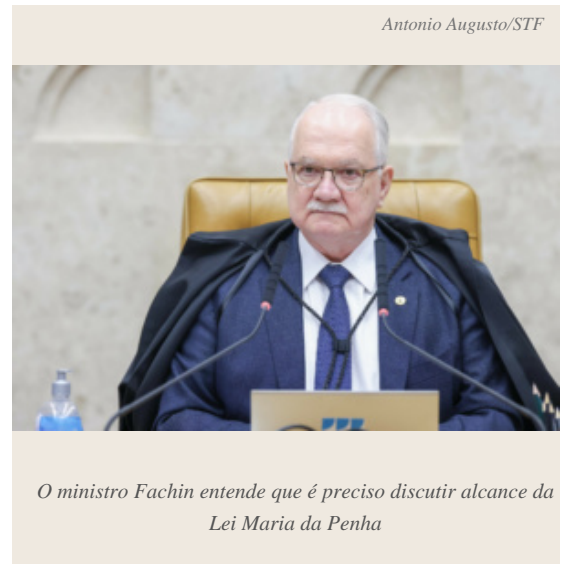 Antonio Augusto/STF
O ministro Fachin entende que é preciso discutir alcance da
Lei Maria da Penha